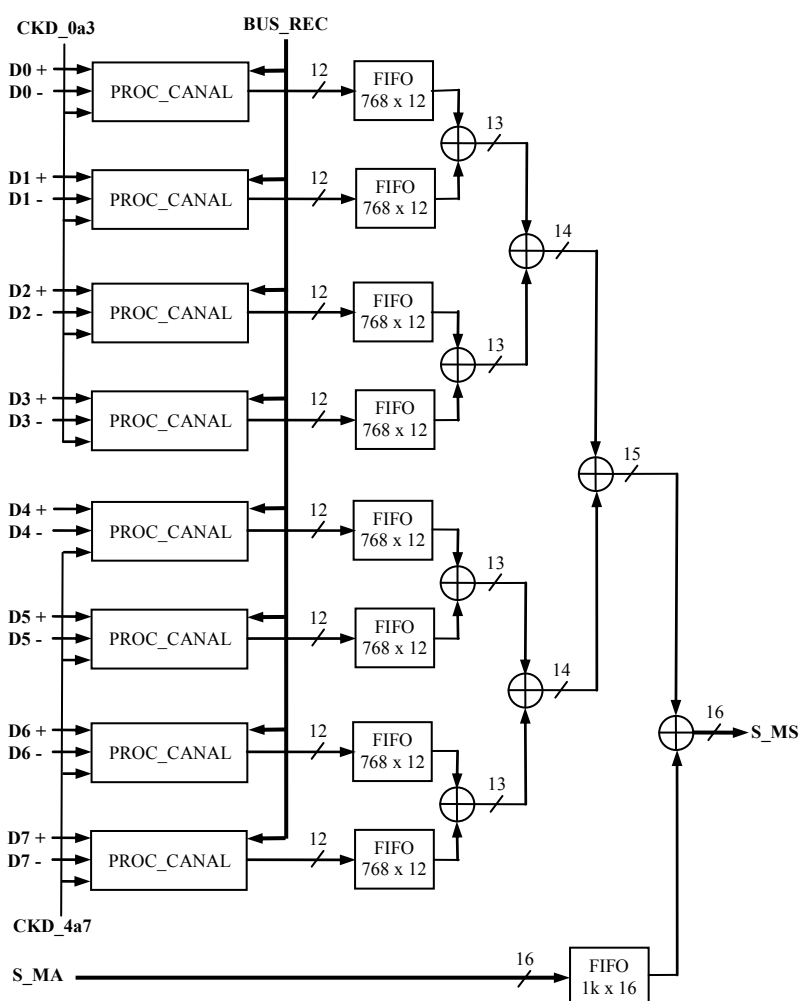 CKD_0a3
BUS_REC
D0 +
D0 -
PROC_CANAL
12
FIFO
768 x 12
13
D1 +
D1 -
PROC_CANAL
12
FIFO
768 x 12
14
D2 +
D2 -
PROC_CANAL
12
FIFO
768 x 12
13
D3 +
D3 -
PROC_CANAL
12
FIFO
768 x 12
15
D4 +
D4 -
PROC_CANAL
12
FIFO
768 x 12
13
D5 +
D5 -
PROC_CANAL
12
FIFO
768 x 12
14
D6 +
D6 -
PROC_CANAL
12
FIFO
768 x 12
13
16
S_MS
D7 +
D7 -
PROC_CANAL
12
FIFO
768 x 12
CKD_4a7
S_MA
16
FIFO
1k x 16